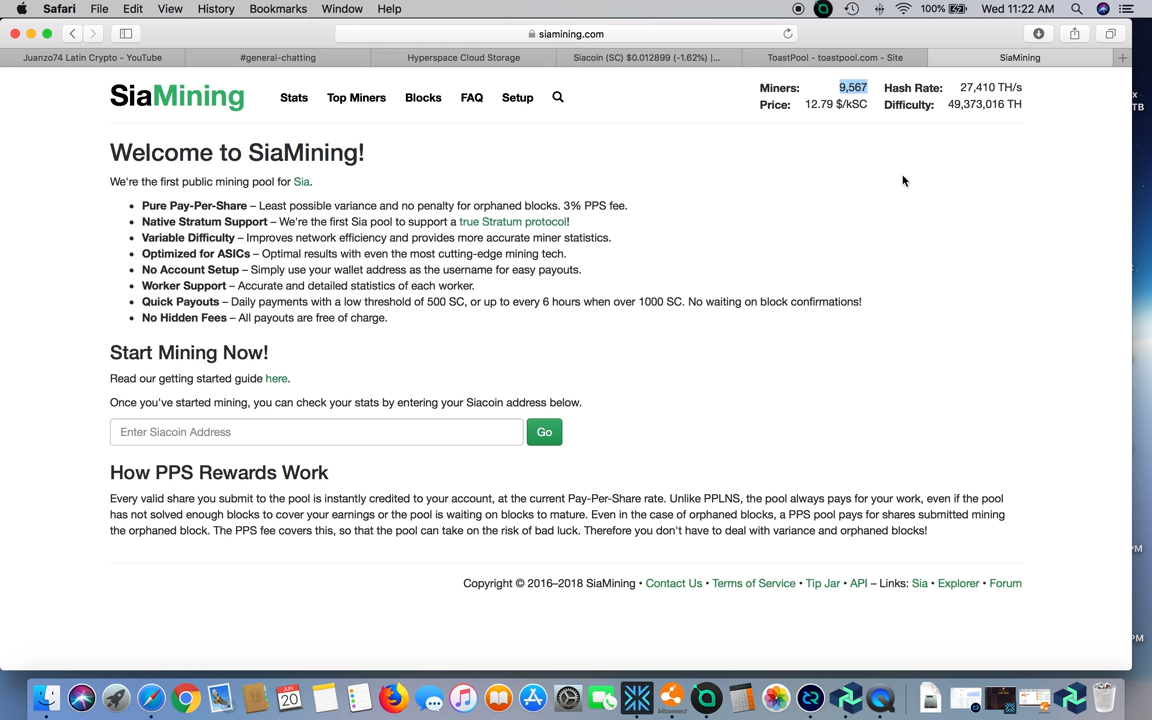 Safari File Edit View History Bookmarks Window Help 100% Wed 11:22 AM
siamining.com
Juanzo74 Latin Crypto - YouTube #general-chatting Hyperspace Cloud Storage Siacoin (SC) $0.012899 (-1.62%) |... ToastPool - toastpool.com - Site SiaMining
SiaMining Stats Top Miners Blocks FAQ Setup
Miners: 9,567 Hash Rate: 27,410 TH/s
Price: 12.79 $/kSC Difficulty: 49,373,016 TH
Welcome to SiaMining!
We're the first public mining pool for Sia.
• Pure Pay-Per-Share – Least possible variance and no penalty for orphaned blocks. 3% PPS fee.
• Native Stratum Support – We're the first Sia pool to support a true Stratum protocol!
• Variable Difficulty – Improves network efficiency and provides more accurate miner statistics.
• Optimized for ASICs – Optimal results with even the most cutting-edge mining tech.
• No Account Setup – Simply use your wallet address as the username for easy payouts.
• Worker Support – Accurate and detailed statistics of each worker.
• Quick Payouts – Daily payments with a low threshold of 500 SC, or up to every 6 hours when over 1000 SC. No waiting on block confirmations!
• No Hidden Fees – All payouts are free of charge.
Start Mining Now!
Read our getting started guide here.
Once you've started mining, you can check your stats by entering your Siacoin address below.
Enter Siacoin Address Go
How PPS Rewards Work
Every valid share you submit to the pool is instantly credited to your account, at the current Pay-Per-Share rate. Unlike PPLNS, the pool always pays for your work, even if the pool
has not solved enough blocks to cover your earnings or the pool is waiting on blocks to mature. Even in the case of orphaned blocks, a PPS pool pays for shares submitted mining
the orphaned block. The PPS fee covers this, so that the pool can take on the risk of bad luck. Therefore you don't have to deal with variance and orphaned blocks!
Copyright © 2016–2018 SiaMining • Contact Us • Terms of Service • Tip Jar • API – Links: Sia • Explorer • Forum
x
TB
PM
PM
JUN
20
bitconnect